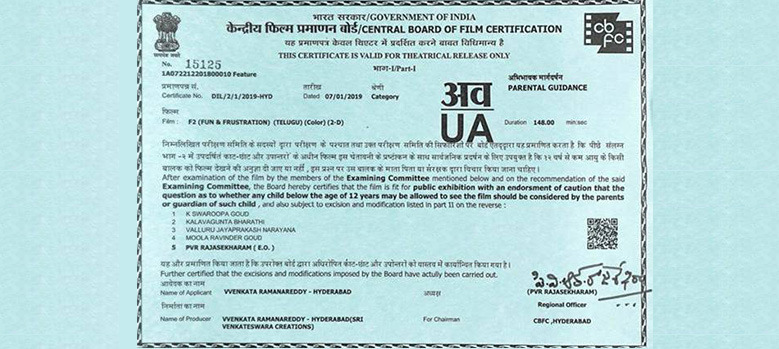 भारत सरकार/GOVERNMENT OF INDIA
केन्द्रीय फिल्म प्रमाणन बोर्ड/CENTRAL BOARD OF FILM CERTIFICATION
यह प्रमाणपत्र केवल थिएटर में प्रदर्शित करने बाबत विधिमान्य है
THIS CERTIFICATE IS VALID FOR THEATRICAL RELEASE ONLY
cb
fc
No. 15125
भाग-I/Part-I
1A072212201800010 Feature
प्रमाणपत्र सं. तारीख श्रेणी अभिभावक मार्गदर्शन
Certificate No. DIL/2/1/2019-HYD Dated 07/01/2019 Category अव PARENTAL GUIDANCE
फिल्म
Film : F2 (FUN & FRUSTRATION) (TELUGU) (Color) (2-D) UA Duration 148.00 min:sec
निम्नलिखित परीक्षण समिति के सदस्यों द्वारा फिल्म के परीक्षण के पश्चात तथा उक्त परीक्षण समिति की सिफारिशों पर बोर्ड एतद्द्वारा यह प्रमाणित करता है कि पीछे संलग्न
भाग -२ में उपदर्शित काट-छांट और उपान्तरों के अधीन फिल्म इस चेतावनी के पृष्ठांकन के साथ सार्वजनिक प्रदर्शन के लिए उपयुक्त है कि १२ वर्ष से कम आयु के किसी
बालक को फिल्म देखने की अनुज्ञा दी जाए या नहीं , इस प्रश्न पर उस बालक के माता पिता या संरक्षक द्वारा विचार किया जाना चाहिए।
After examination of the film by the members of the Examining Committee mentioned below and on the recommendation of the said
Examining Committee, the Board hereby certifies that the film is fit for public exhibition with an endorsment of caution that the
question as to whether any child below the age of 12 years may be allowed to see the film should be considered by the parents
or guardian of such child , and also subject to excision and modification listed in part II on the reverse :
1 K SWAROOPA GOUD
2 KALAVAGUNTA BHARATHI
3 VALLURU JAYAPRAKASH NARAYANA
4 MOOLA RAVINDER GOUD
5 PVR RAJASEKHARAM ( E.O. )
यह और प्रमाणित किया जाता है कि उपरोक्त बोर्ड द्वारा अधिरोपित काट-छांट और उपांतरों को वास्तव में कार्यान्वित किया गया है।
Further certified that the excisions and modifications imposed by the Board have actully been carried out.
आवेदक का नाम
Name of Applicant VVENKATA RAMANAREDDY - HYDERABAD अध्यक्ष (PVR RAJASEKHARAM)
Regional Officer
निर्माता का नाम
Name of Producer VVENKATA RAMANAREDDY - HYDERABAD(SRI VENKATESWARA CREATIONS) For Chairman CBFC ,HYDERABAD